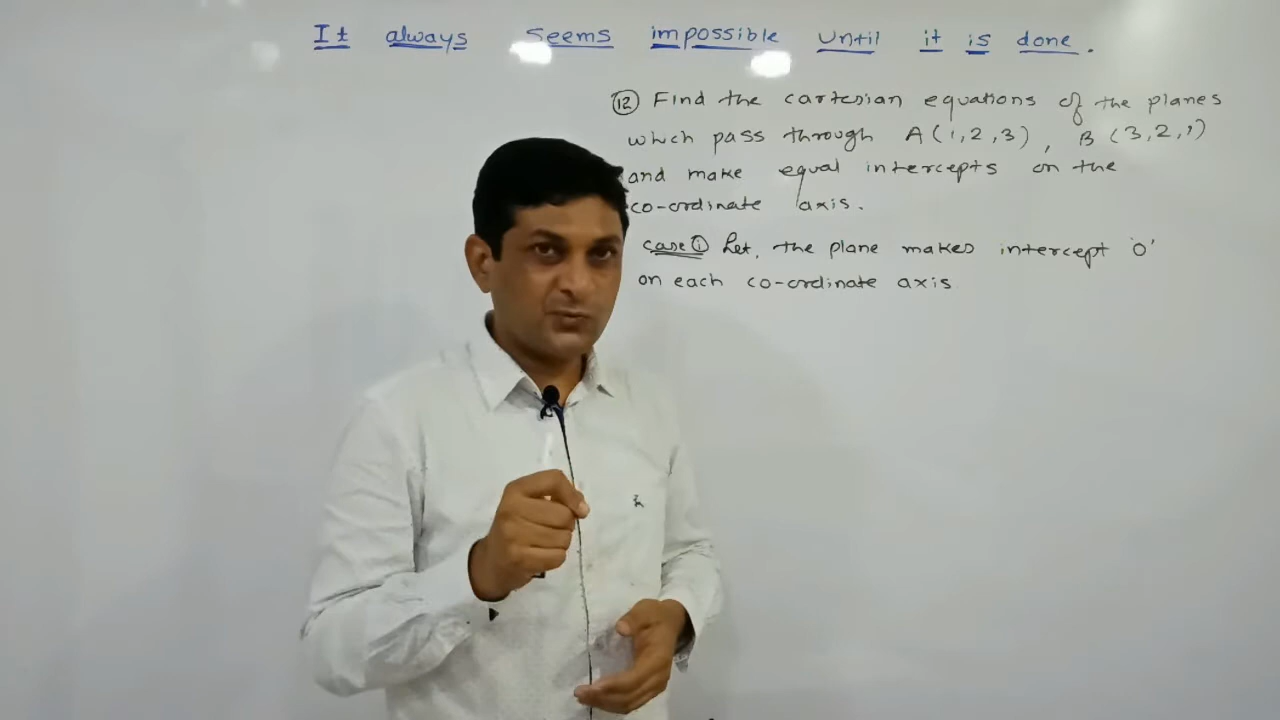 It always seems impossible until it is done.
12 Find the cartesian equations of the planes
which pass through A(1,2,3), B(3,2,1)
and make equal intercepts on the
co-ordinate axis.
case 1 Let, the plane makes intercept 'O'
on each co-ordinate axis